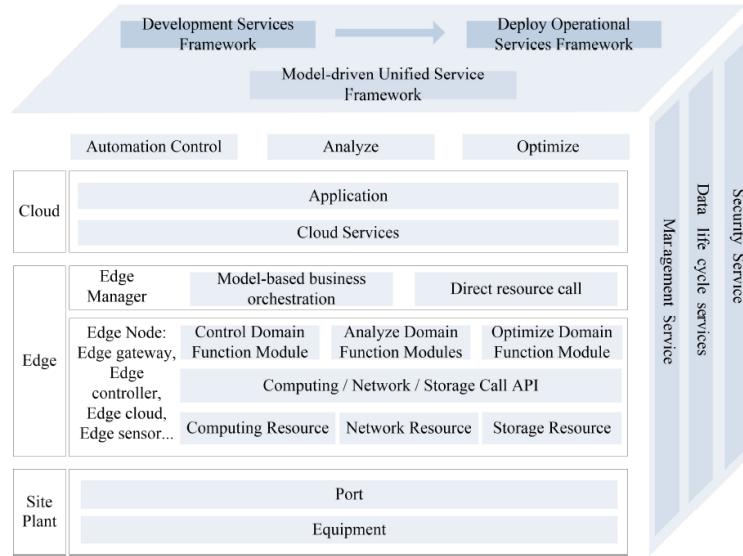 Development Services
Framework
Deploy Operational
Services Framework
Model-driven Unified Service
Framework
Automation Control
Analyze
Optimize
Cloud
Application
Cloud Services
Edge
Edge
Manager
Model-based business
orchestration
Direct resource call
Edge Node:
Edge gateway,
Edge
controller,
Edge cloud,
Edge sensor...
Control Domain
Function Module
Analyze Domain
Function Modules
Optimize Domain
Function Module
Computing / Network / Storage Call API
Computing Resource
Network Resource
Storage Resource
Site
Plant
Port
Equipment
Maragement Service
Data life cycle services
Security Service